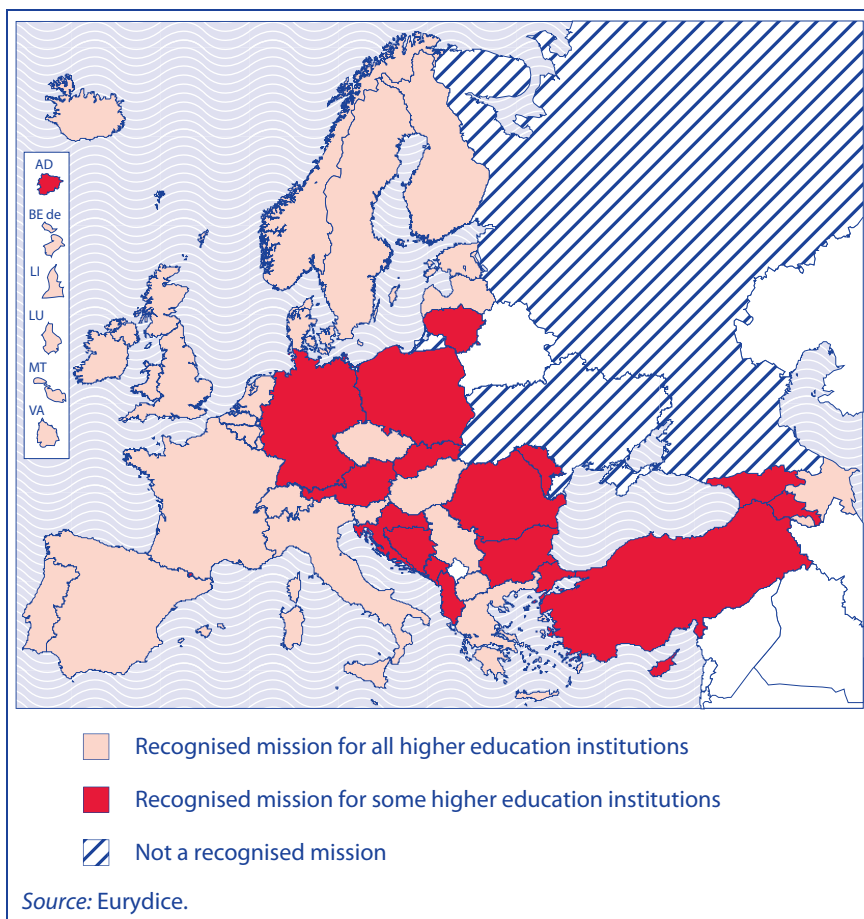 AD
BE de
LI
LU
MT
VA
Recognised mission for all higher education institutions
Recognised mission for some higher education institutions
Not a recognised mission
Source: Eurydice.